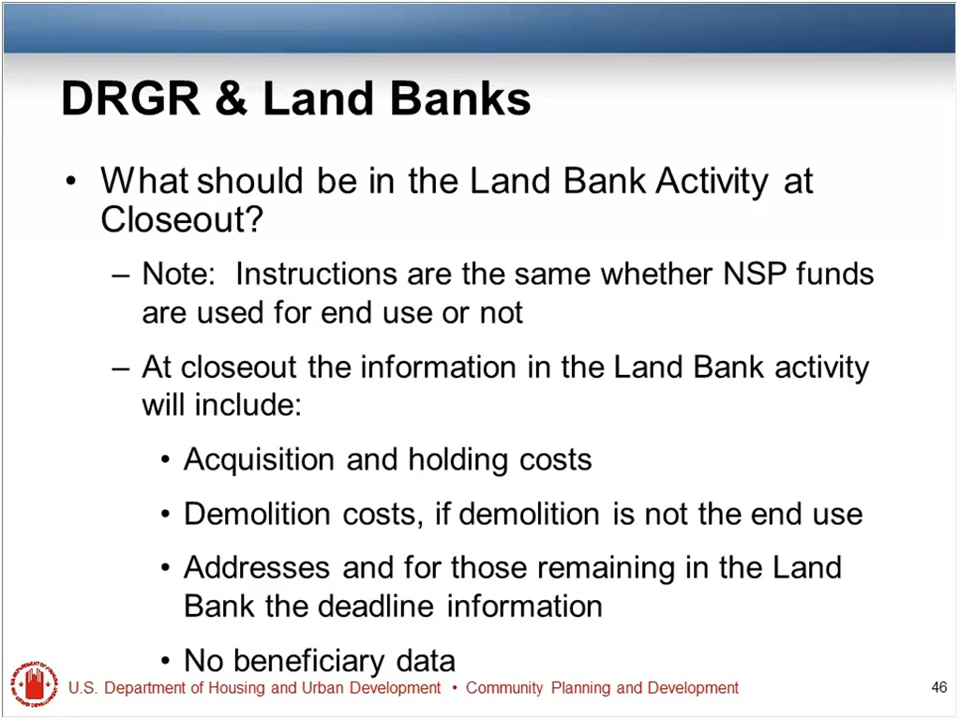 DRGR & Land Banks
• What should be in the Land Bank Activity at
Closeout?
– Note:  Instructions are the same whether NSP funds
are used for end use or not
– At closeout the information in the Land Bank activity
will include:
• Acquisition and holding costs
• Demolition costs, if demolition is not the end use
• Addresses and for those remaining in the Land
Bank the deadline information
• No beneficiary data
U.S. Department of Housing and Urban Development • Community Planning and Development
46